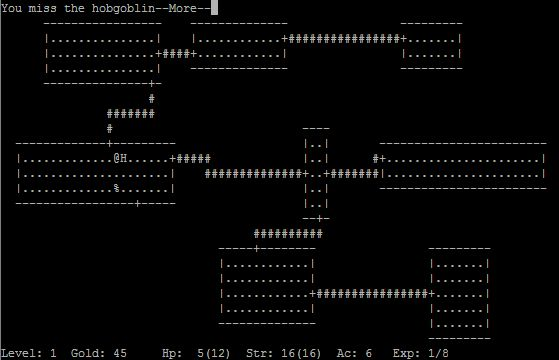 You miss the hobgoblin--More--
Level: 1  Gold: 45     Hp:  5(12)  Str: 16(16)  Ac: 6   Exp: 1/8